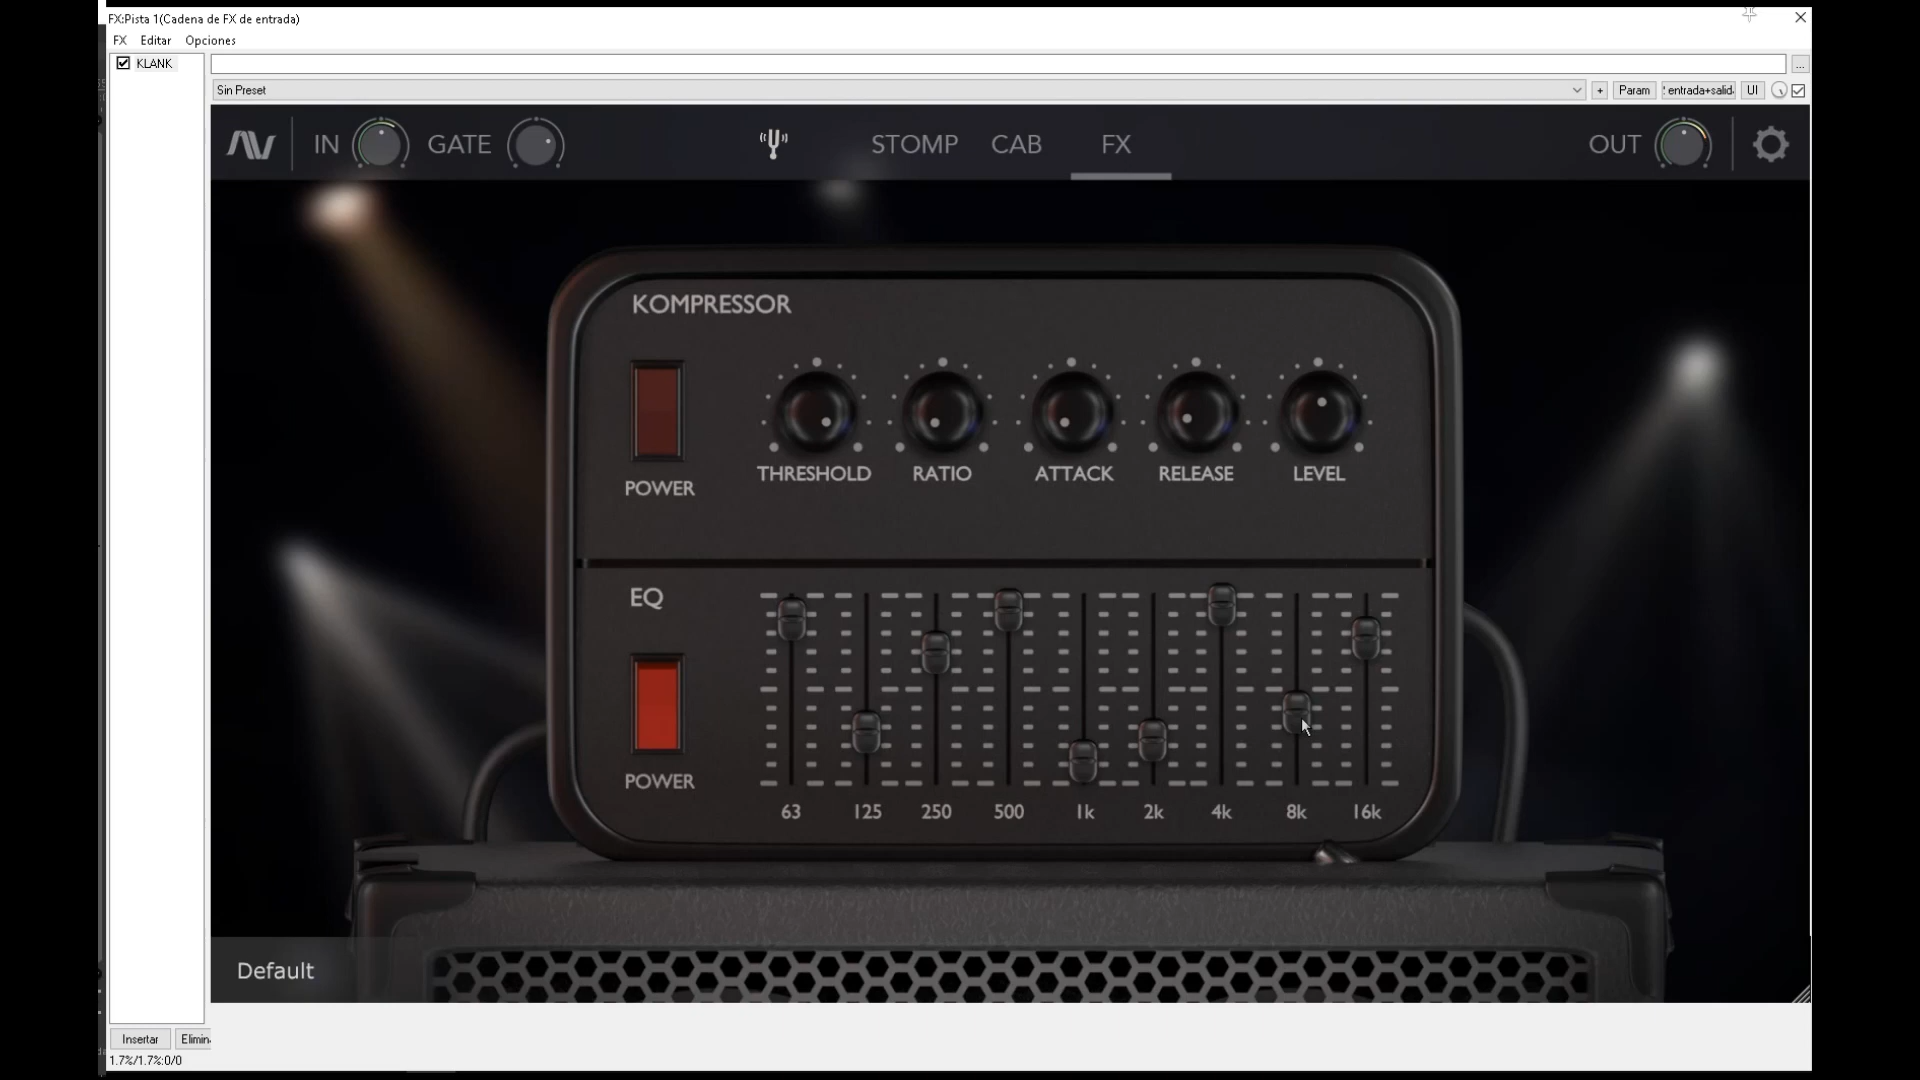 FX:Pista 1(Cadena de FX de entrada)
FX Editar Opciones
KLANK
...
Sin Preset
+ Param entrada+salid UI
IN GATE STOMP CAB FX OUT
KOMPRESSOR
POWER
THRESHOLD RATIO ATTACK RELEASE LEVEL
EQ
POWER
63 125 250 500 1k 2k 4k 8k 16k
Default
Insertar Elimin
1.7%/1.7%:0/0